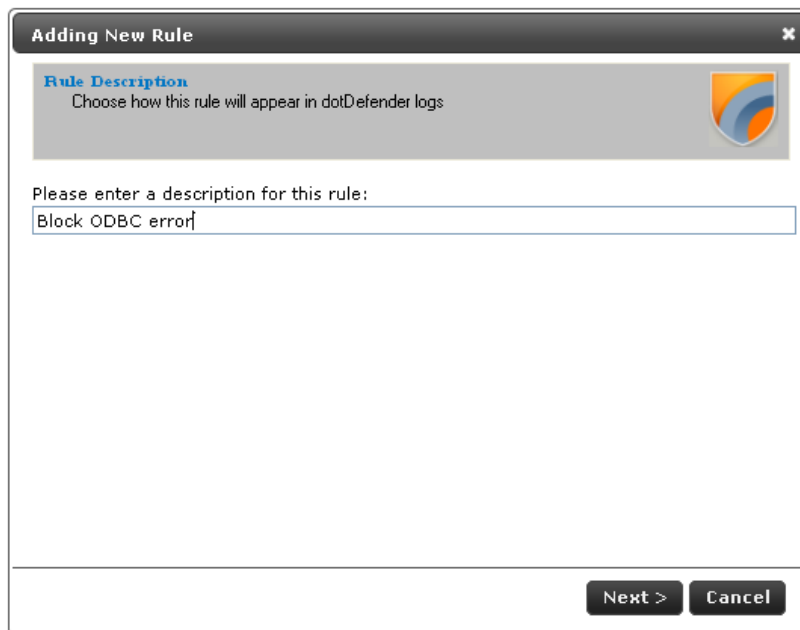 Adding New Rule
Rule Description
Choose how this rule will appear in dotDefender logs
Please enter a description for this rule:
Block ODBC error
Next > Cancel